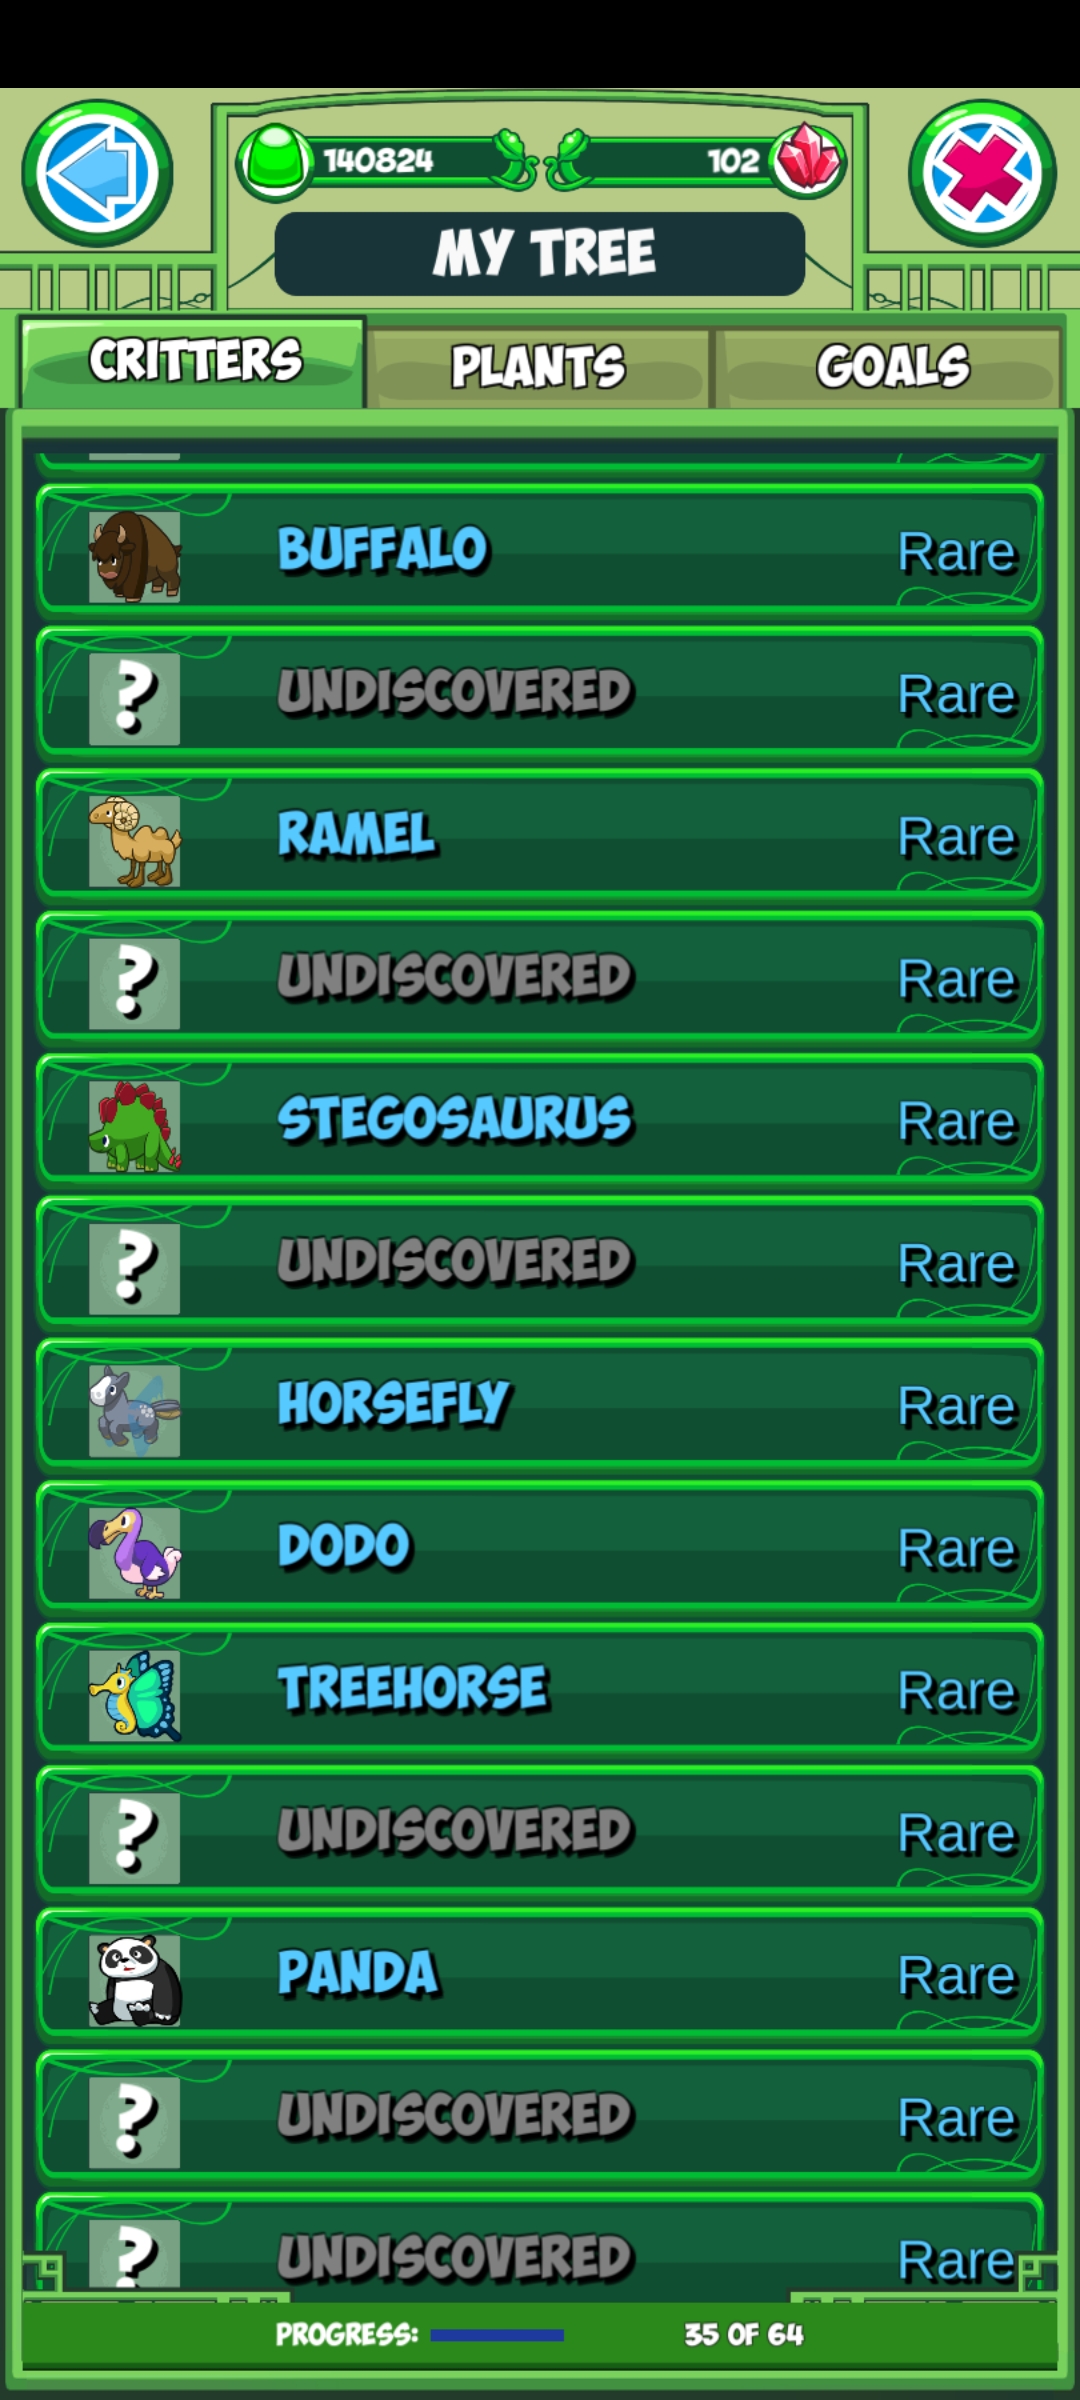 140824
102
MY TREE
CRITTERS PLANTS GOALS
BUFFALO Rare
? UNDISCOVERED Rare
RAMEL Rare
? UNDISCOVERED Rare
STEGOSAURUS Rare
? UNDISCOVERED Rare
HORSEFLY Rare
DODO Rare
TREEHORSE Rare
? UNDISCOVERED Rare
PANDA Rare
? UNDISCOVERED Rare
? UNDISCOVERED Rare
PROGRESS: 35 OF 64